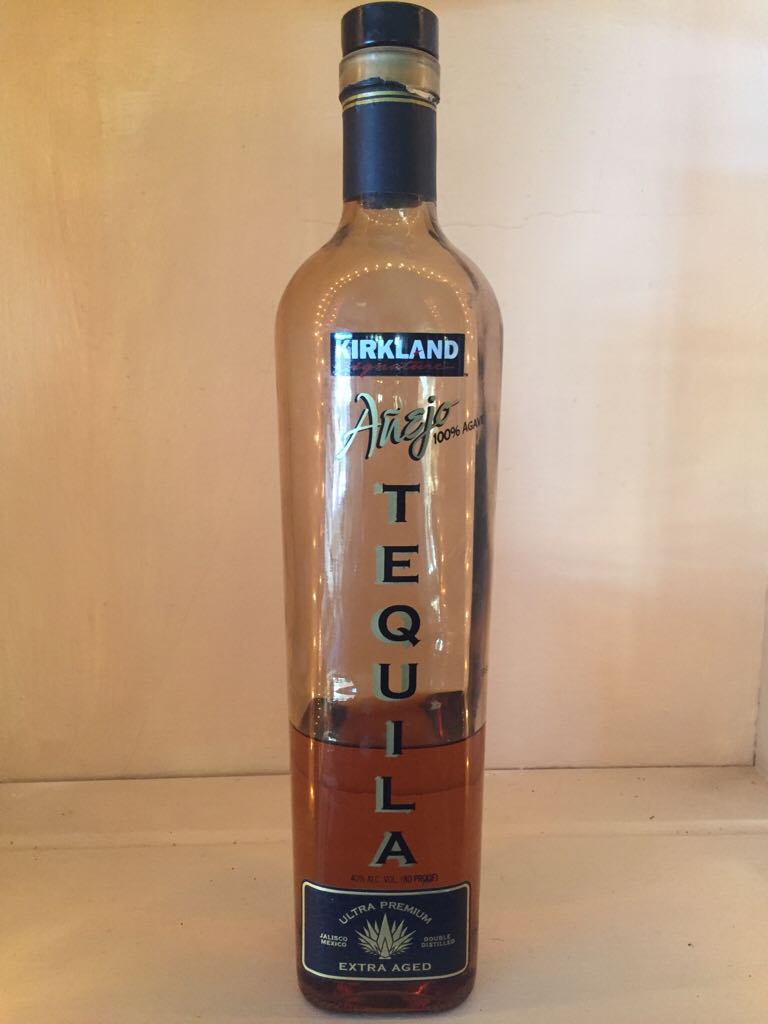 KIRKLAND
Signature
Añejo
100% AGAVE
TEQUILA
40% ALC. VOL. (80 PROOF)
ULTRA PREMIUM
JALISCO
MEXICO
DOUBLE
DISTILLED
EXTRA AGED